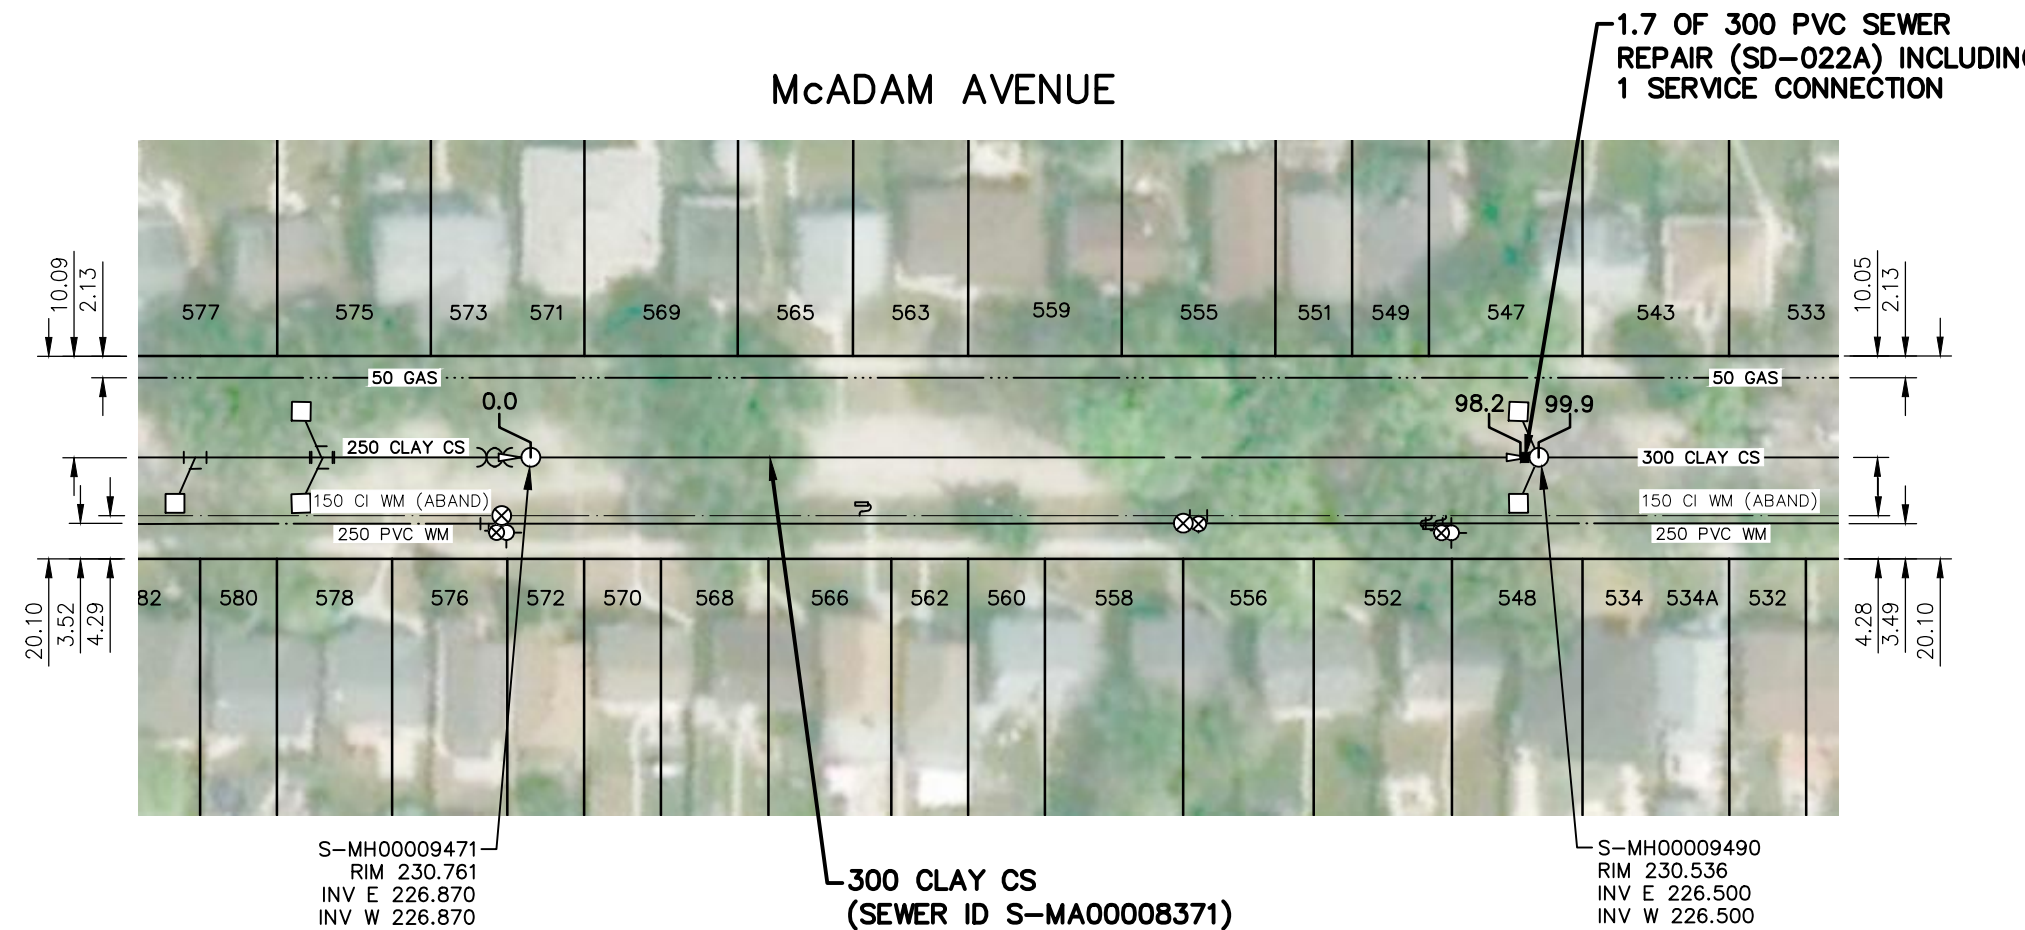 1.7 OF 300 PVC SEWER
REPAIR (SD-022A) INCLUDING
1 SERVICE CONNECTION
McADAM AVENUE
10.09
2.13
10.05
2.13
577 575 573 571 569 565 563 559 555 551 549 547 543 533
50 GAS 50 GAS
0.0 98.2 99.9
250 CLAY CS 300 CLAY CS
150 CI WM (ABAND) 150 CI WM (ABAND)
250 PVC WM 250 PVC WM
82 580 578 576 572 570 568 566 562 560 558 556 552 548 534 534A 532
20.10
3.52
4.29
4.28
3.49
20.10
S-MH00009471
RIM 230.761
INV E 226.870
INV W 226.870
300 CLAY CS
(SEWER ID S-MA00008371)
S-MH00009490
RIM 230.536
INV E 226.500
INV W 226.500